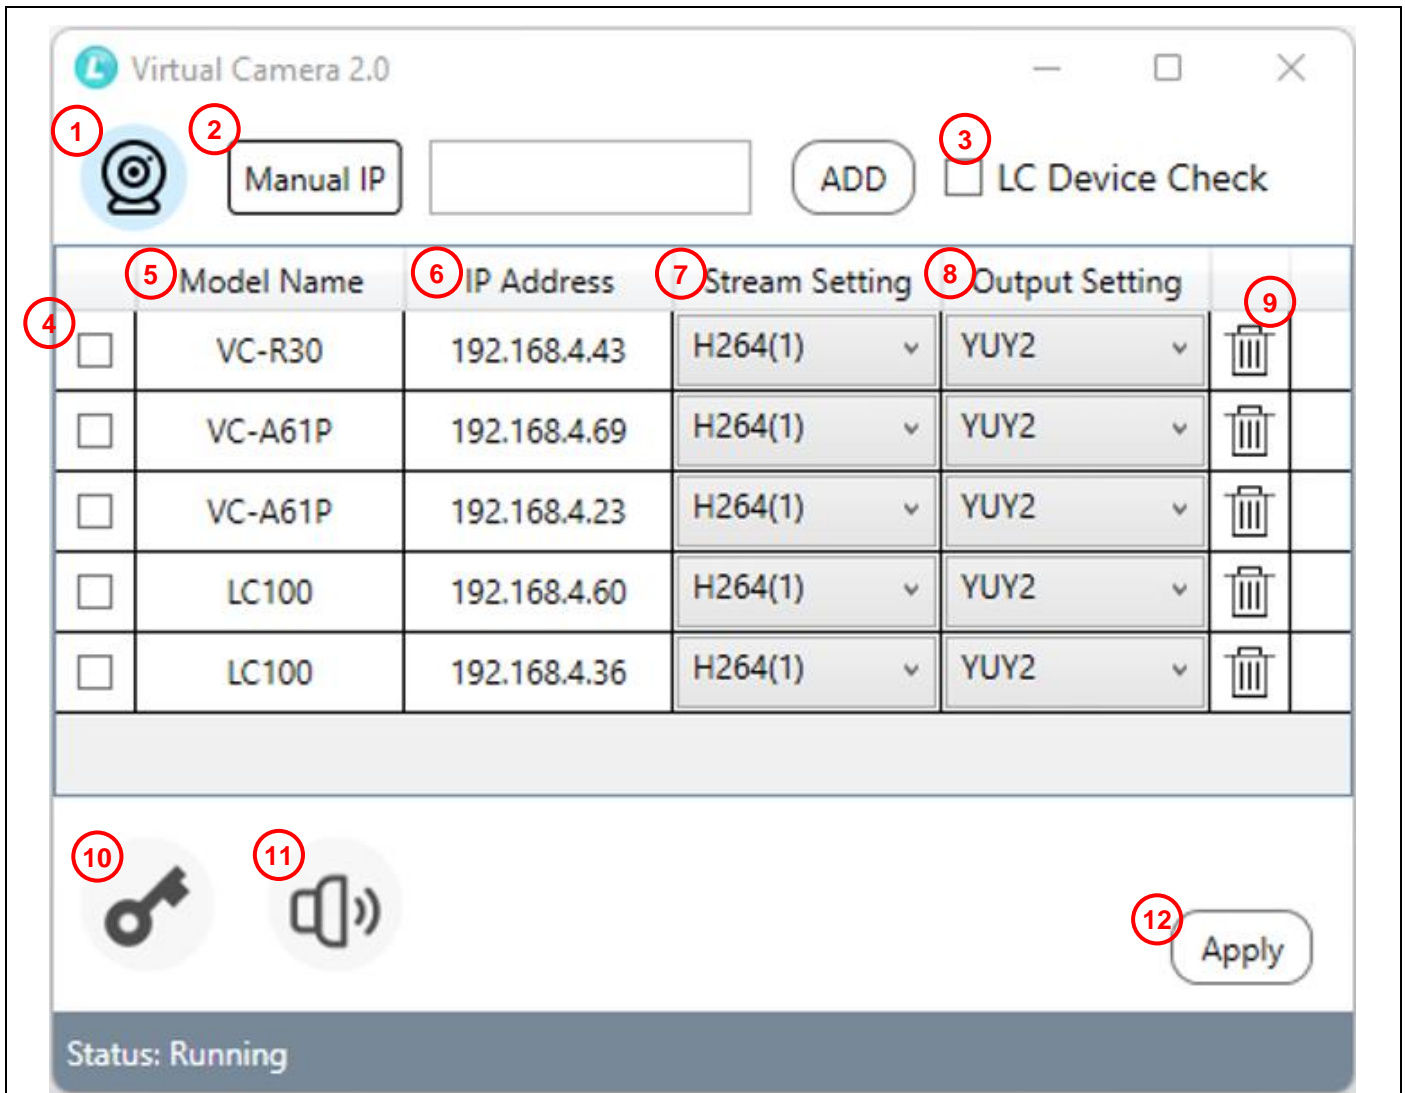 L Virtual Camera 2.0
1 2 Manual IP ADD 3 LC Device Check
5 Model Name 6 IP Address 7 Stream Setting 8 Output Setting 9
4 VC-R30 192.168.4.43 H264(1) YUY2
VC-A61P 192.168.4.69 H264(1) YUY2
VC-A61P 192.168.4.23 H264(1) YUY2
LC100 192.168.4.60 H264(1) YUY2
LC100 192.168.4.36 H264(1) YUY2
10 11
12 Apply
Status: Running